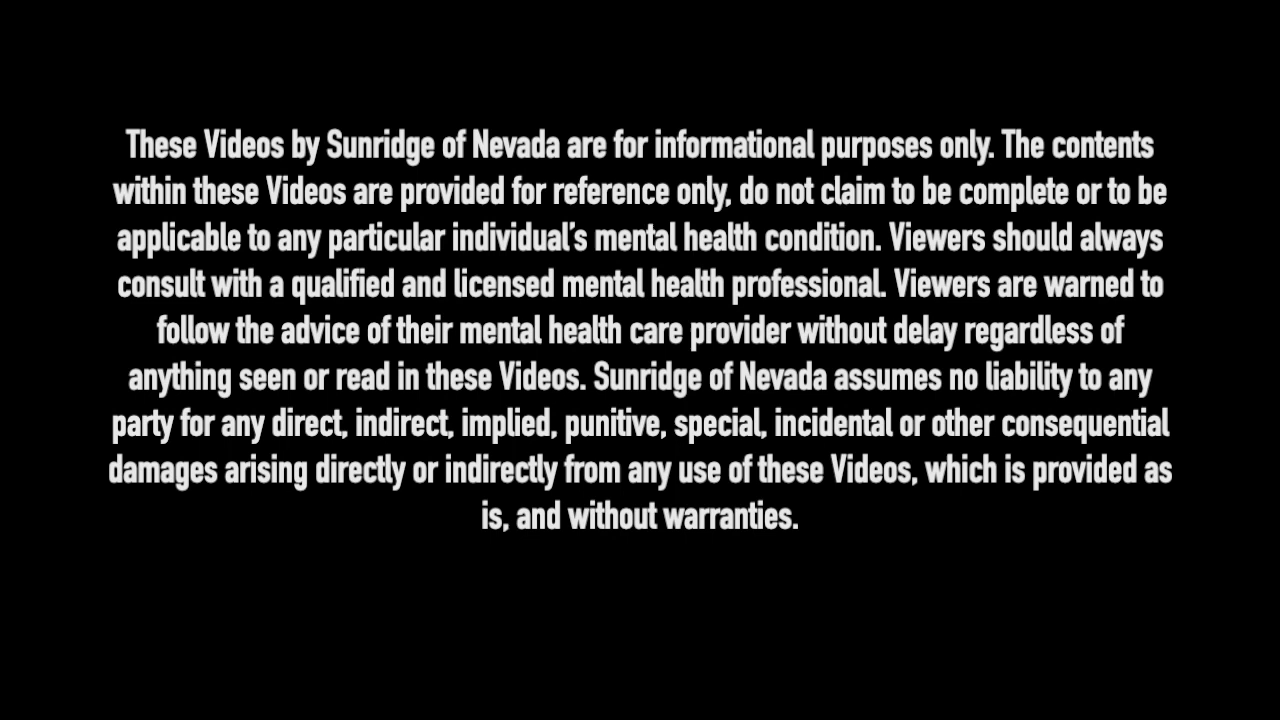 These Videos by Sunridge of Nevada are for informational purposes only. The contents
within these Videos are provided for reference only, do not claim to be complete or to be
applicable to any particular individual's mental health condition. Viewers should always
consult with a qualified and licensed mental health professional. Viewers are warned to
follow the advice of their mental health care provider without delay regardless of
anything seen or read in these Videos. Sunridge of Nevada assumes no liability to any
party for any direct, indirect, implied, punitive, special, incidental or other consequential
damages arising directly or indirectly from any use of these Videos, which is provided as
is, and without warranties.